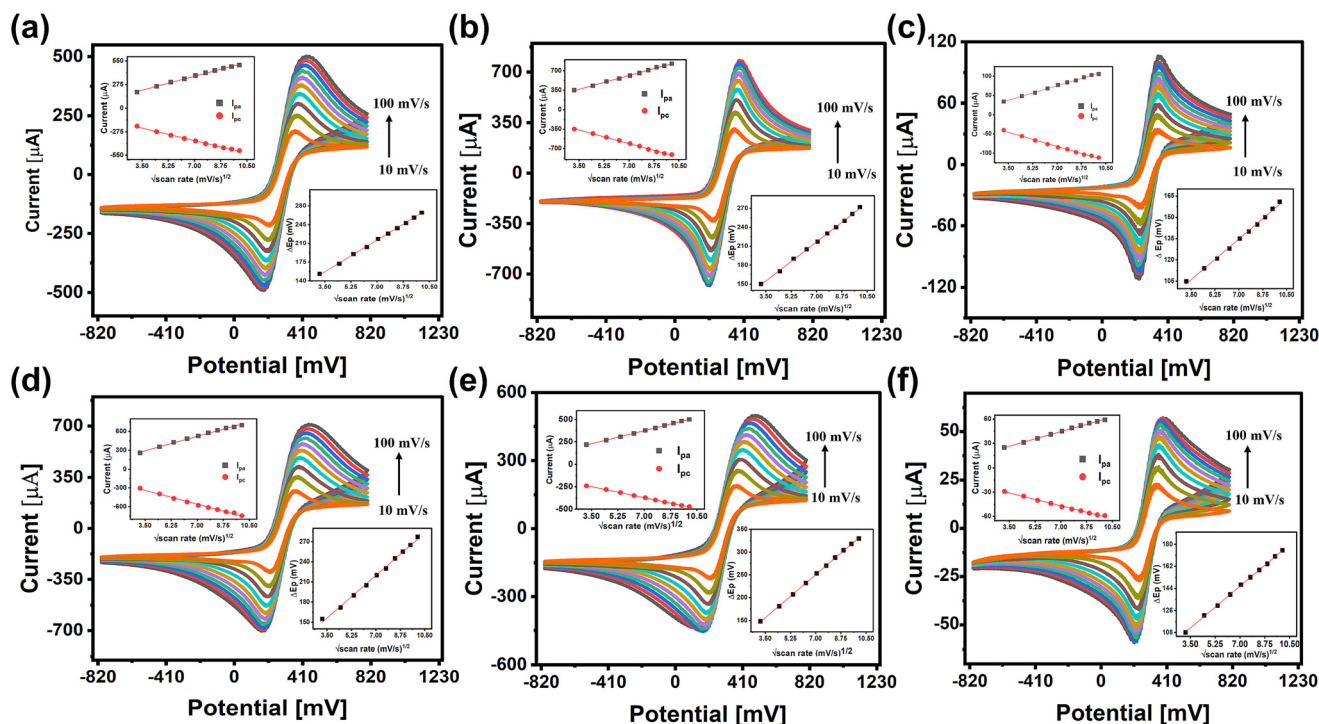 (a)
500
250
0
-250
-500
Current [µA]
-820 -410 0 410 820 1230
Potential [mV]
100 mV/s
10 mV/s
550
275
0
-275
-550
Current (µA)
Ipa
Ipc
3.50 5.25 7.00 8.75 10.50
√scan rate (mV/s)1/2
280
245
210
175
140
ΔEp (mV)
3.50 5.25 7.00 8.75 10.50
√scan rate (mV/s)1/2
(b)
700
350
0
-350
-700
Current [µA]
-820 -410 0 410 820 1230
Potential [mV]
100 mV/s
10 mV/s
700
350
0
-350
-700
Current (µA)
Ipa
Ipc
3.50 5.25 7.00 8.75 10.50
√scan rate (mV/s)1/2
270
240
210
180
150
ΔEp (mV)
3.50 5.25 7.00 8.75 10.50
√scan rate (mV/s)1/2
(c)
120
90
60
30
0
-30
-60
-90
-120
Current [µA]
-820 -410 0 410 820 1230
Potential [mV]
100 mV/s
10 mV/s
100
50
0
-50
-100
Current (µA)
Ipa
Ipc
3.50 5.25 7.00 8.75 10.50
√scan rate (mV/s)1/2
165
150
135
120
105
Δ Ep (mV)
3.50 5.25 7.00 8.75 10.50
√scan rate (mV/s)1/2
(d)
700
350
0
-350
-700
Current [µA]
-820 -410 0 410 820 1230
Potential [mV]
100 mV/s
10 mV/s
600
300
0
-300
-600
Current (µA)
Ipa
Ipc
3.50 5.25 7.00 8.75 10.50
√scan rate (mV/s)1/2
270
240
210
180
150
ΔEp (mV)
3.50 5.25 7.00 8.75 10.50
√scan rate (mV/s)1/2
(e)
600
300
0
-300
-600
Current [µA]
-820 -410 0 410 820 1230
Potential [mV]
100 mV/s
10 mV/s
500
250
0
-250
-500
Current (µA)
Ipa
Ipc
3.50 5.25 7.00 8.75 10.50
√scan rate (mV/s)1/2
350
300
250
200
150
ΔEp (mV)
3.50 5.25 7.00 8.75 10.50
√scan rate (mV/s)1/2
(f)
50
25
0
-25
-50
Current [µA]
-820 -410 0 410 820 1230
Potential [mV]
100 mV/s
10 mV/s
60
30
0
-30
-60
Current (µA)
Ipa
Ipc
3.50 5.25 7.00 8.75 10.50
√scan rate (mV/s)1/2
180
162
144
126
108
Δ Ep (mV)
3.50 5.25 7.00 8.75 10.50
√scan rate (mV/s)1/2